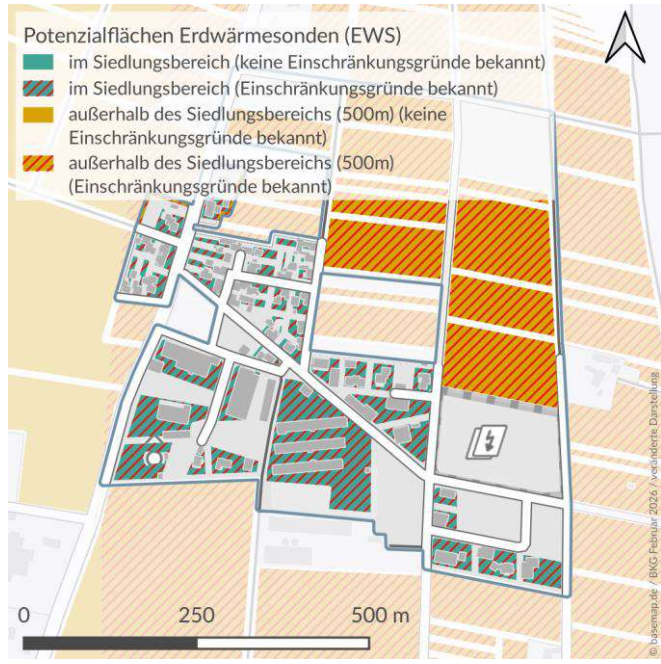 Potenzialflächen Erdwärmesonden (EWS)
im Siedlungsbereich (keine Einschränkungsgründe bekannt)
im Siedlungsbereich (Einschränkungsgründe bekannt)
außerhalb des Siedlungsbereichs (500m) (keine
Einschränkungsgründe bekannt)
außerhalb des Siedlungsbereichs (500m)
(Einschränkungsgründe bekannt)
0 250 500 m
© basemap.de / BKG Februar 2026 / veränderte Darstellung